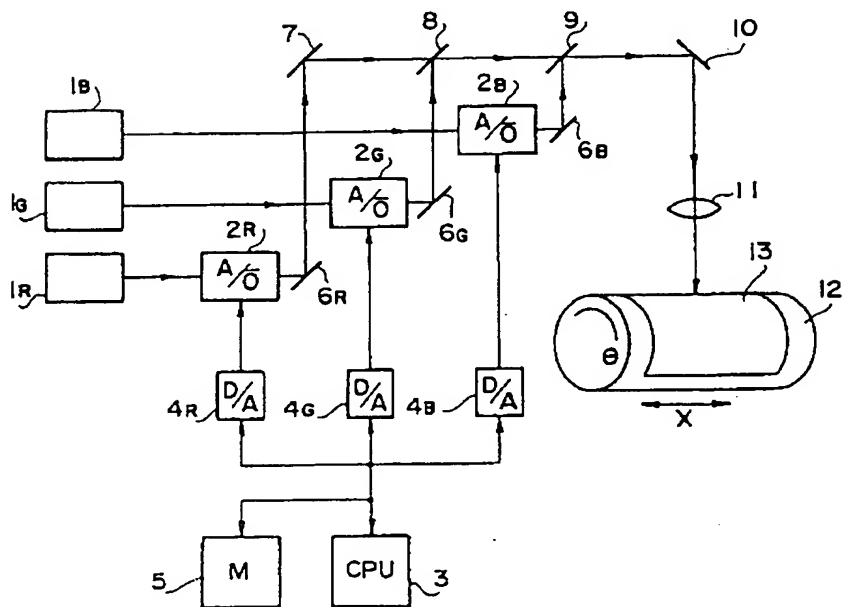 7
8
9
10
1B
2B
A/O
6B
1G
2G
A/O
6G
11
1R
2R
A/O
6R
13
12
θ
X
4R
D/A
4G
D/A
4B
D/A
5
M
CPU
3